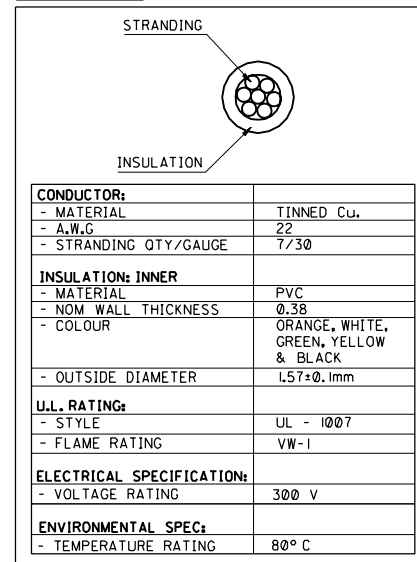 STRANDING
INSULATION
CONDUCTOR:
- MATERIAL TINNED Cu.
- A.W.G 22
- STRANDING QTY/GAUGE 7/30
INSULATION: INNER
- MATERIAL PVC
- NOM WALL THICKNESS 0.38
- COLOUR ORANGE, WHITE,
GREEN, YELLOW
& BLACK
- OUTSIDE DIAMETER 1.57±0.1mm
U.L. RATING:
- STYLE UL - 1007
- FLAME RATING VW-1
ELECTRICAL SPECIFICATION:
- VOLTAGE RATING 300 V
ENVIRONMENTAL SPEC:
- TEMPERATURE RATING 80° C